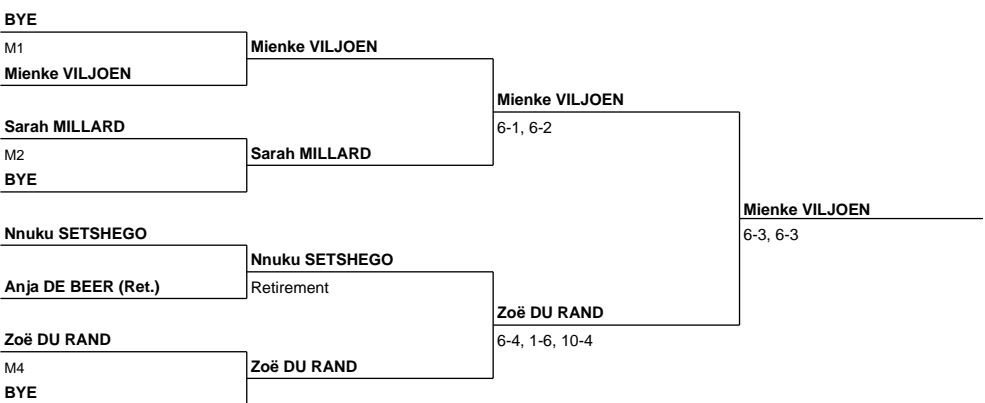 BYE
M1
Mienke VILJOEN
Mienke VILJOEN
Sarah MILLARD
M2
BYE
Sarah MILLARD
Mienke VILJOEN
6-1, 6-2
Nnuku SETSHEGO
Anja DE BEER (Ret.)
Nnuku SETSHEGO
Retirement
Zoë DU RAND
M4
BYE
Zoë DU RAND
Zoë DU RAND
6-4, 1-6, 10-4
Mienke VILJOEN
6-3, 6-3